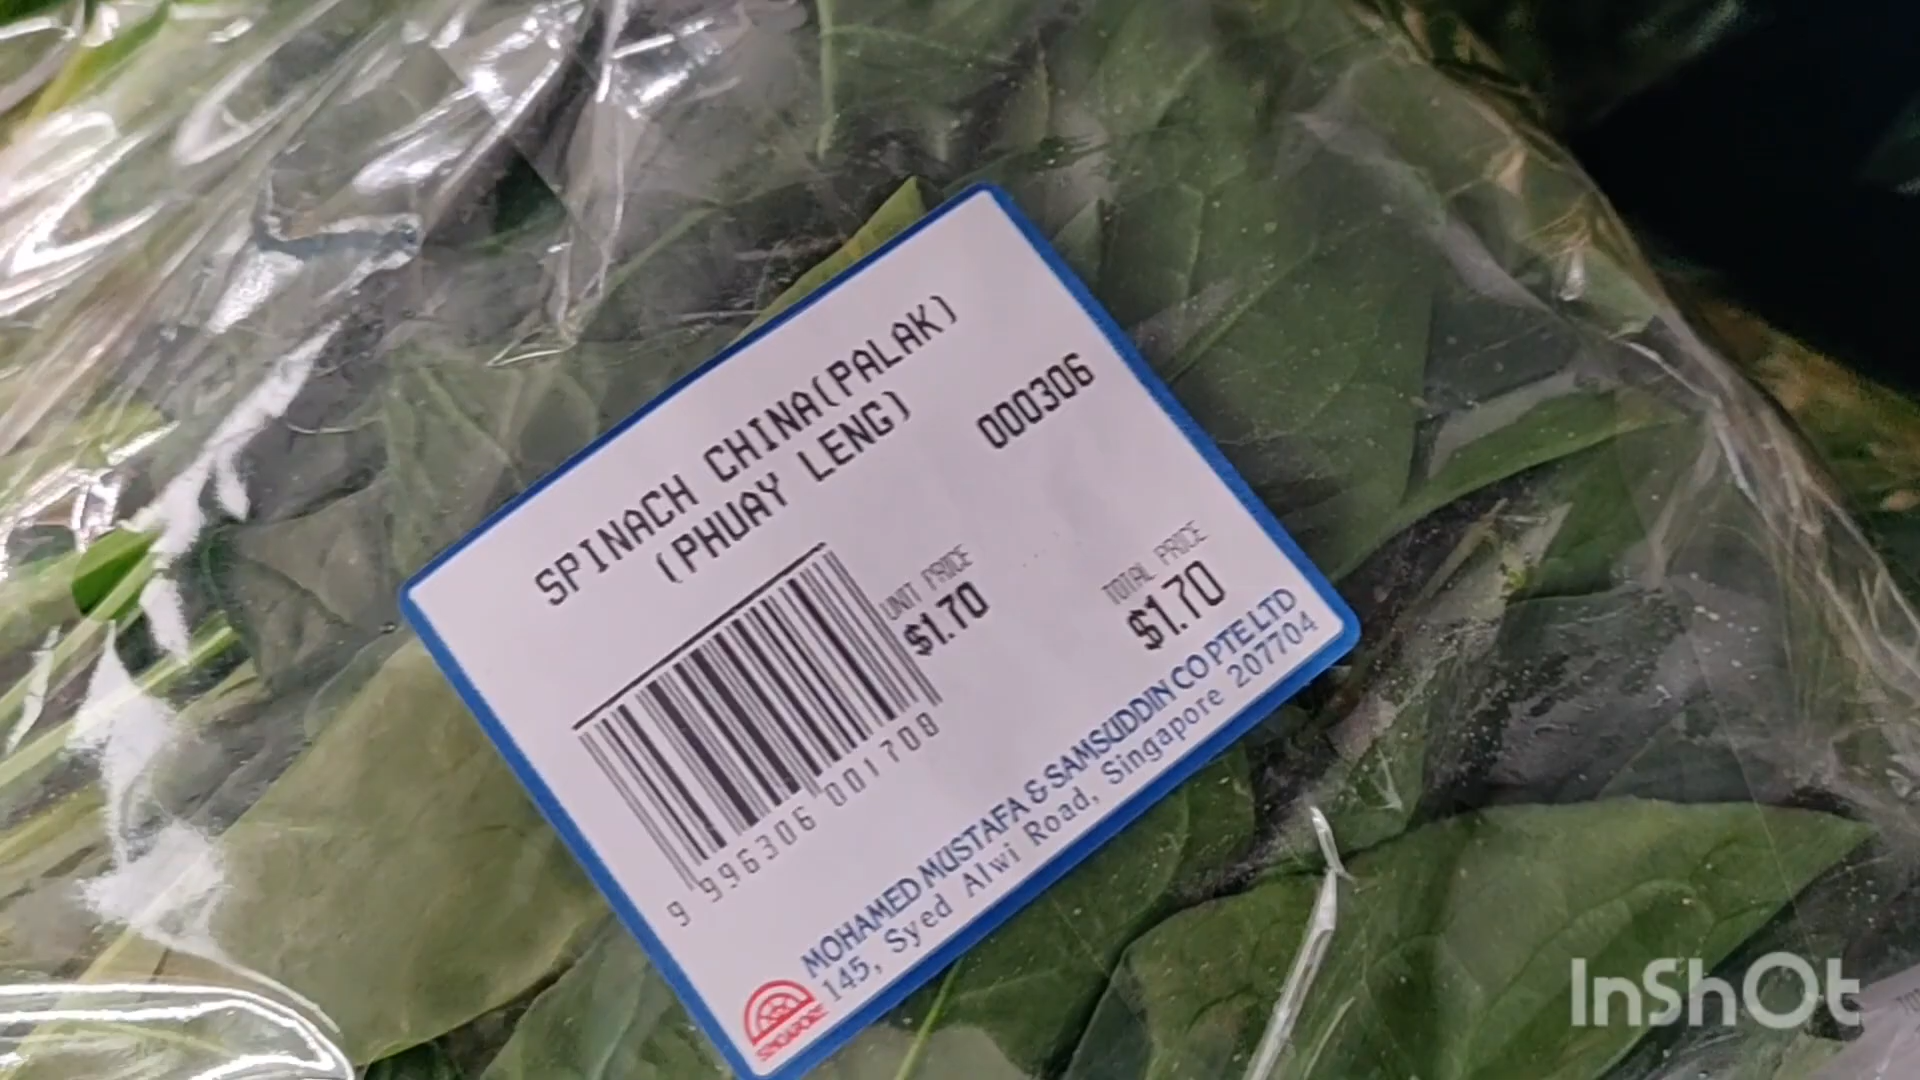 SPINACH CHINA(PALAK)
(PHUAY LENG)
000306
UNIT PRICE
$1.70
TOTAL PRICE
$1.70
9 996306 001708
MOHAMED MUSTAFA & SAMSUDDIN CO PTE LTD
145, Syed Alwi Road, Singapore 207704
SINGAPORE
InShOt